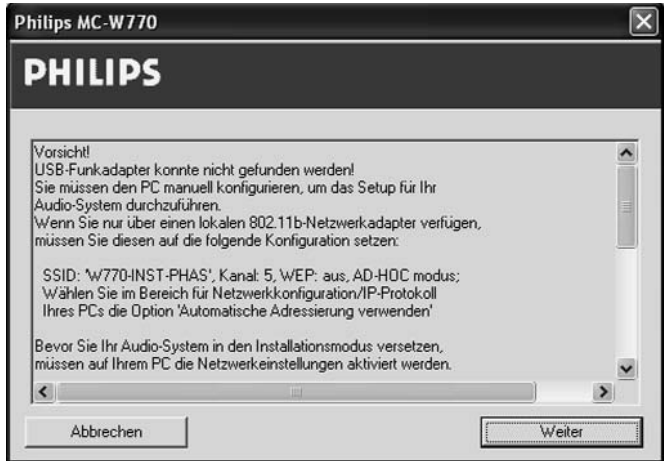 Philips MC-W770
PHILIPS
Vorsicht!
USB-Funkadapter konnte nicht gefunden werden!
Sie müssen den PC manuell konfigurieren, um das Setup für Ihr
Audio-System durchzuführen.
Wenn Sie nur über einen lokalen 802.11b-Netzwerkadapter verfügen,
müssen Sie diesen auf die folgende Konfiguration setzen:
SSID: 'W770-INST-PHAS', Kanal: 5, WEP: aus, AD-HOC modus;
Wählen Sie im Bereich für Netzwerkkonfiguration/IP-Protokoll
Ihres PCs die Option 'Automatische Adressierung verwenden'
Bevor Sie Ihr Audio-System in den Installationsmodus versetzen,
müssen auf Ihrem PC die Netzwerkeinstellungen aktiviert werden.
Abbrechen
Weiter